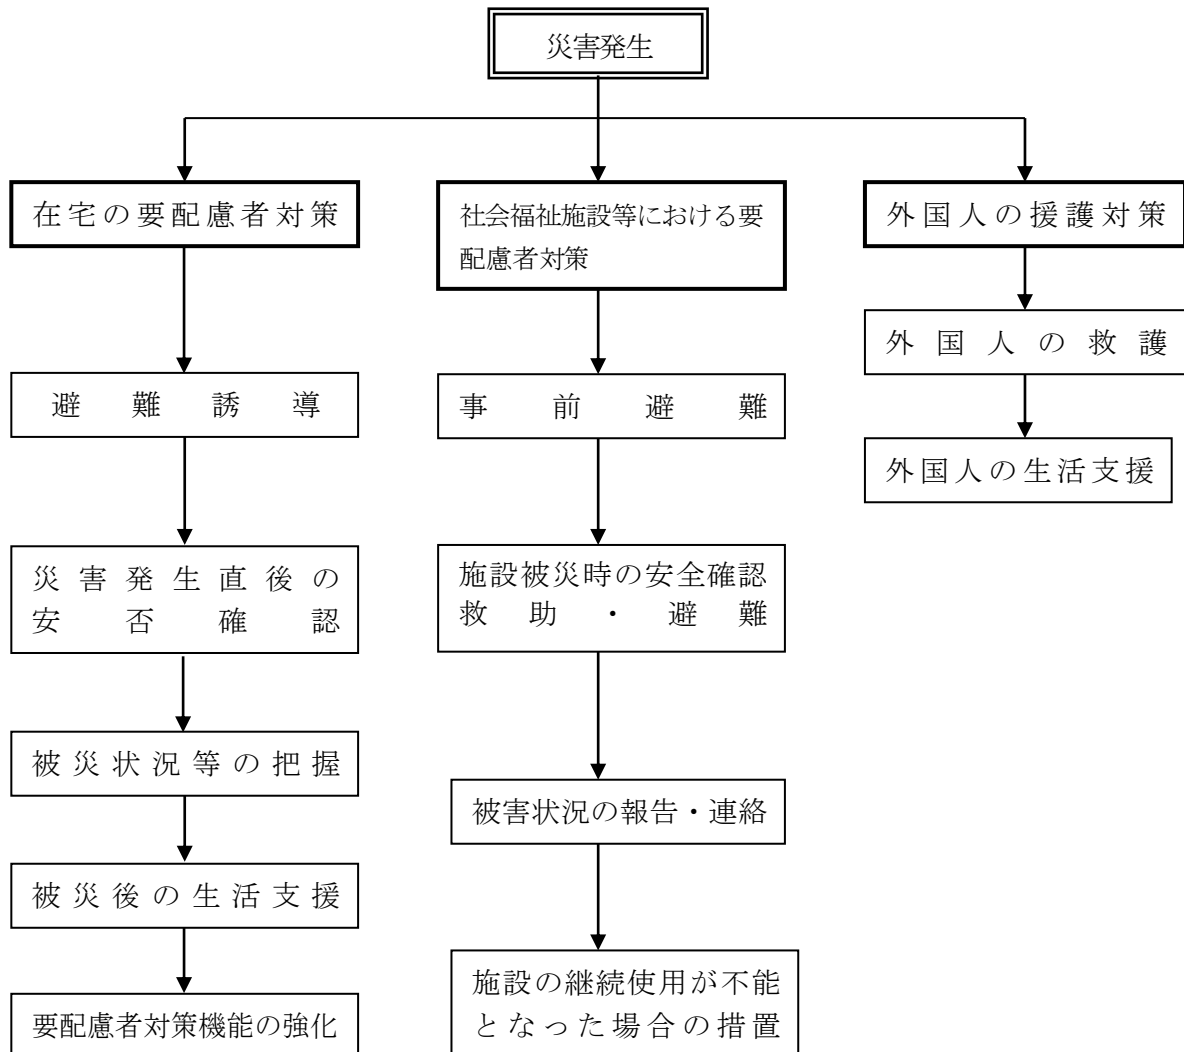 災害発生
在宅の要配慮者対策
社会福祉施設等における要
配慮者対策
外国人の援護対策
外国人の救護
避難誘導
事前避難
外国人の生活支援
災害発生直後の
安否確認
施設被災時の安全確認
救助・避難
被災状況等の把握
被害状況の報告・連絡
被災後の生活支援
要配慮者対策機能の強化
施設の継続使用が不能
となった場合の措置